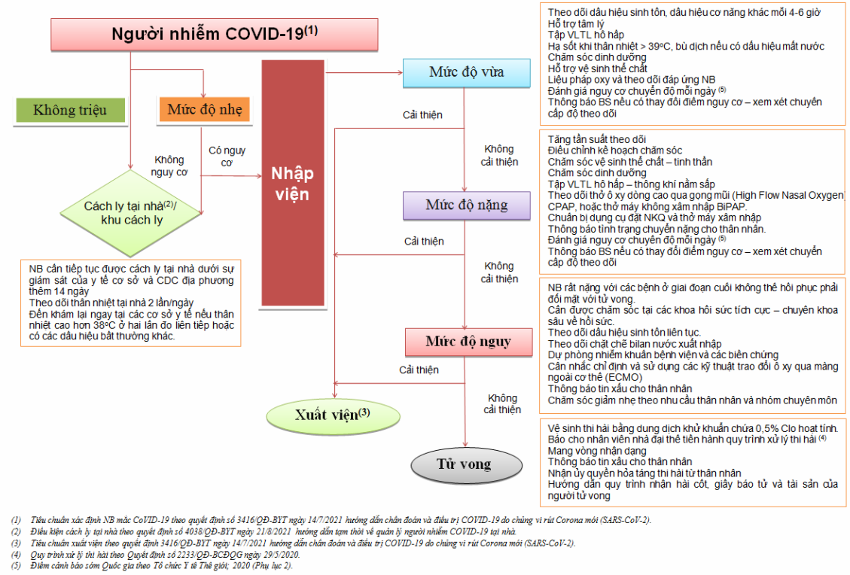 Người nhiễm COVID-19(1)
Không triệu
Mức độ nhẹ
Không
nguy cơ
Có nguy
cơ
Cách ly tại nhà(2)/
khu cách ly
NB cần tiếp tục được cách ly tại nhà dưới sự
giám sát của y tế cơ sở và CDC địa phương
thêm 14 ngày
Theo dõi thân nhiệt tại nhà 2 lần/ngày
Đến khám lại ngay tại các cơ sở y tế nếu thân
nhiệt cao hơn 38ºC ở hai lần đo liên tiếp hoặc
có các dấu hiệu bất thường khác.
Nhập
viện
Mức độ vừa
Cải thiện
Không
cải thiện
Mức độ nặng
Cải thiện
Không
cải thiện
Mức độ nguy
Cải thiện
Không
cải thiện
Xuất viện(3)
Tử vong
Theo dõi dấu hiệu sinh tồn, dấu hiệu cơ năng khác mỗi 4-6 giờ
Hỗ trợ tâm lý
Tập VLTL hô hấp
Hạ sốt khi thân nhiệt > 39ºC, bù dịch nếu có dấu hiệu mất nước
Chăm sóc dinh dưỡng
Hỗ trợ vệ sinh thể chất
Liệu pháp oxy và theo dõi đáp ứng NB
Đánh giá nguy cơ chuyển độ mỗi ngày (5)
Thông báo BS nếu có thay đổi điểm nguy cơ – xem xét chuyển
cấp độ theo dõi
Tăng tần suất theo dõi
Điều chỉnh kế hoạch chăm sóc
Chăm sóc vệ sinh thể chất – tinh thần
Chăm sóc dinh dưỡng
Tập VLTL hô hấp – thông khí nằm sấp
Theo dõi thở ô xy dòng cao qua gọng mũi (High Flow Nasal Oxygen)
CPAP, hoặc thở máy không xâm nhập BiPAP.
Chuẩn bị dụng cụ đặt NKQ và thở máy xâm nhập
Thông báo tình trạng chuyển nặng cho thân nhân.
Đánh giá nguy cơ chuyển độ mỗi ngày (5)
Thông báo BS nếu có thay đổi điểm nguy cơ – xem xét chuyển
cấp độ theo dõi
NB rất nặng với các bệnh ở giai đoạn cuối không thể hồi phục phải
đối mặt với tử vong.
Cần được chăm sóc tại các khoa hồi sức tích cực – chuyên khoa
sâu về hồi sức.
Theo dõi dấu hiệu sinh tồn liên tục.
Theo dõi chặt chẽ bilan nước xuất nhập
Dự phòng nhiễm khuẩn bệnh viện và các biến chứng
Cân nhắc chỉ định và sử dụng các kỹ thuật trao đổi ô xy qua màng
ngoài cơ thể (ECMO)
Thông báo tin xấu cho thân nhân
Chăm sóc giảm nhẹ theo nhu cầu thân nhân và nhóm chuyên môn
Vệ sinh thi hài bằng dung dịch khử khuẩn chứa 0,5% Clo hoạt tính.
Báo cho nhân viên nhà đại thể tiến hành quy trình xử lý thi hài (4)
Mang vòng nhận dạng
Thông báo tin xấu cho thân nhân
Nhận ủy quyền hỏa táng thi hài từ thân nhân
Hướng dẫn quy trình nhận hài cốt, giấy báo tử và tài sản của
người tử vong
(1) Tiêu chuẩn xác định NB mắc CoVID-19 theo quyết định số 3416/QĐ-BYT ngày 14/7/2021 hướng dẫn chẩn đoán và điều trị COVID-19 do chủng vi rút Corona mới (SARS-CoV-2).
(2) Điều kiện cách ly tại nhà theo quyết định số 4038/QĐ-BYT ngày 21/8/2021 hướng dẫn tạm thời về quản lý người nhiễm COVID-19 tại nhà.
(3) Tiêu chuẩn xuất viện theo quyết định 3416/QĐ-BYT ngày 14/7/2021 hướng dẫn chẩn đoán và điều trị COVID-19 do chủng vi rút Corona mới (SARS-CoV-2).
(4) Quy trình xử lý thi hài theo Quyết định số 2233/QĐ-BCĐQG ngày 29/5/2020.
(5) Điểm cảnh báo sớm Quốc gia theo Tổ chức Y tế Thế giới; 2020 (Phụ lục 2).